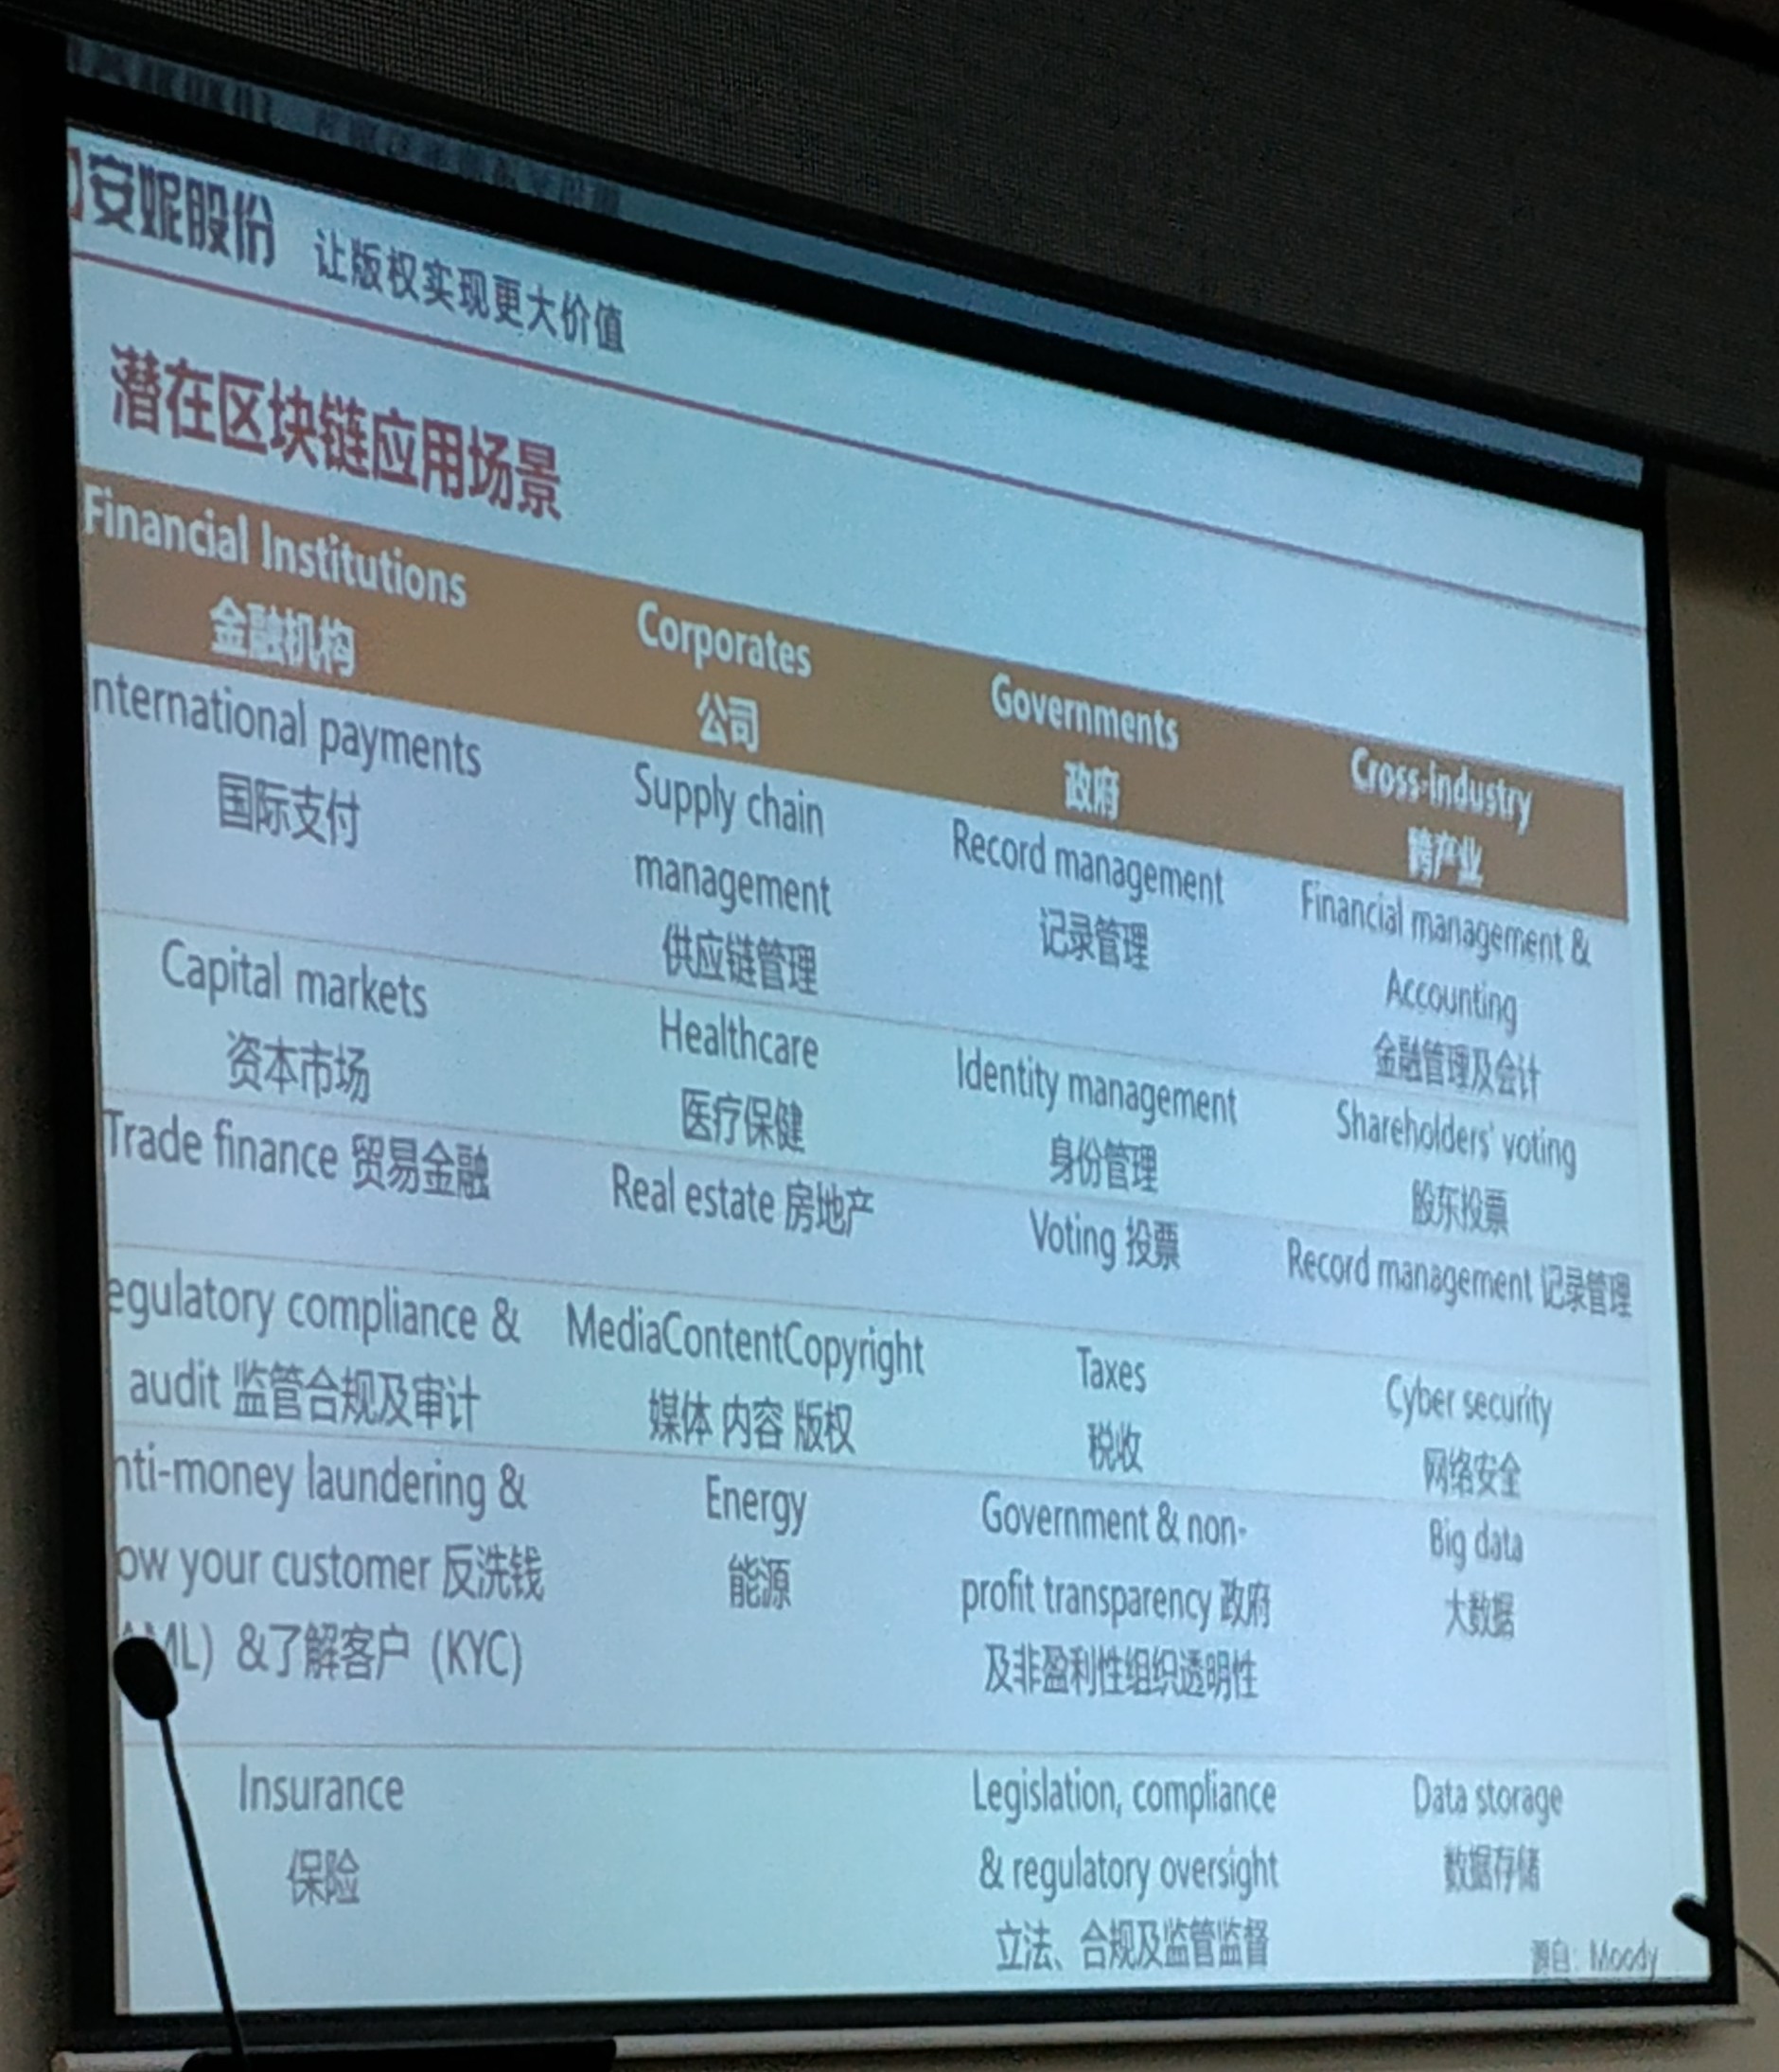 安妮股份 让版权实现更大价值
潜在区块链应用场景
Financial Institutions
金融机构
Corporates
公司
Governments
政府
Cross-industry
跨产业
nternational payments
国际支付
Supply chain
management
供应链管理
Record management
记录管理
Financial management &
Accounting
金融管理及会计
Capital markets
资本市场
Healthcare
医疗保健
Identity management
身份管理
Shareholders' voting
股东投票
Trade finance 贸易金融
Real estate 房地产
Voting 投票
Record management 记录管理
egulatory compliance &
audit 监管合规及审计
MediaContentCopyright
媒体 内容 版权
Taxes
税收
Cyber security
网络安全
nti-money laundering &
ow your customer 反洗钱
AML）&了解客户（KYC）
Energy
能源
Government & non-
profit transparency 政府
及非盈利性组织透明性
Big data
大数据
Insurance
保险
Legislation, compliance
& regulatory oversight
立法、合规及监管监督
Data storage
数据存储
源自: Moody